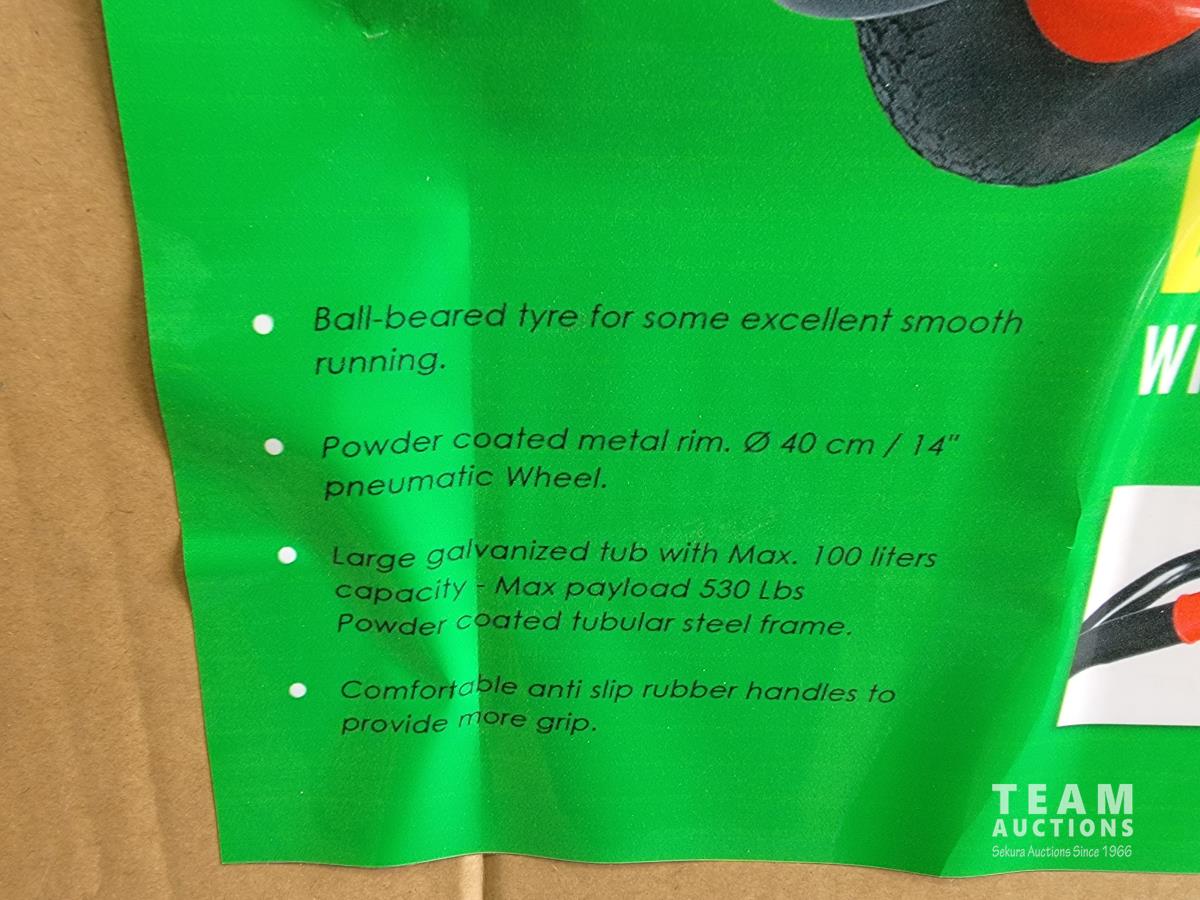 Ball-beared tyre for some excellent smooth
running.
Powder coated metal rim. Ø 40 cm / 14"
pneumatic Wheel.
Large galvanized tub with Max. 100 liters
capacity - Max payload 530 Lbs
Powder coated tubular steel frame.
Comfortable anti slip rubber handles to
provide more grip.
TEAM
AUCTIONS
Sekura Auctions Since 1966